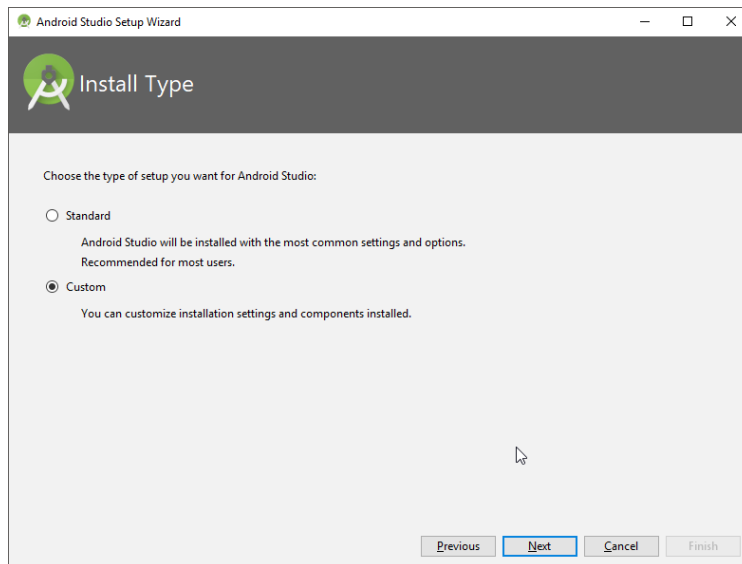 Android Studio Setup Wizard
Install Type
Choose the type of setup you want for Android Studio:
Standard
Android Studio will be installed with the most common settings and options.
Recommended for most users.
Custom
You can customize installation settings and components installed.
Previous Next Cancel Finish